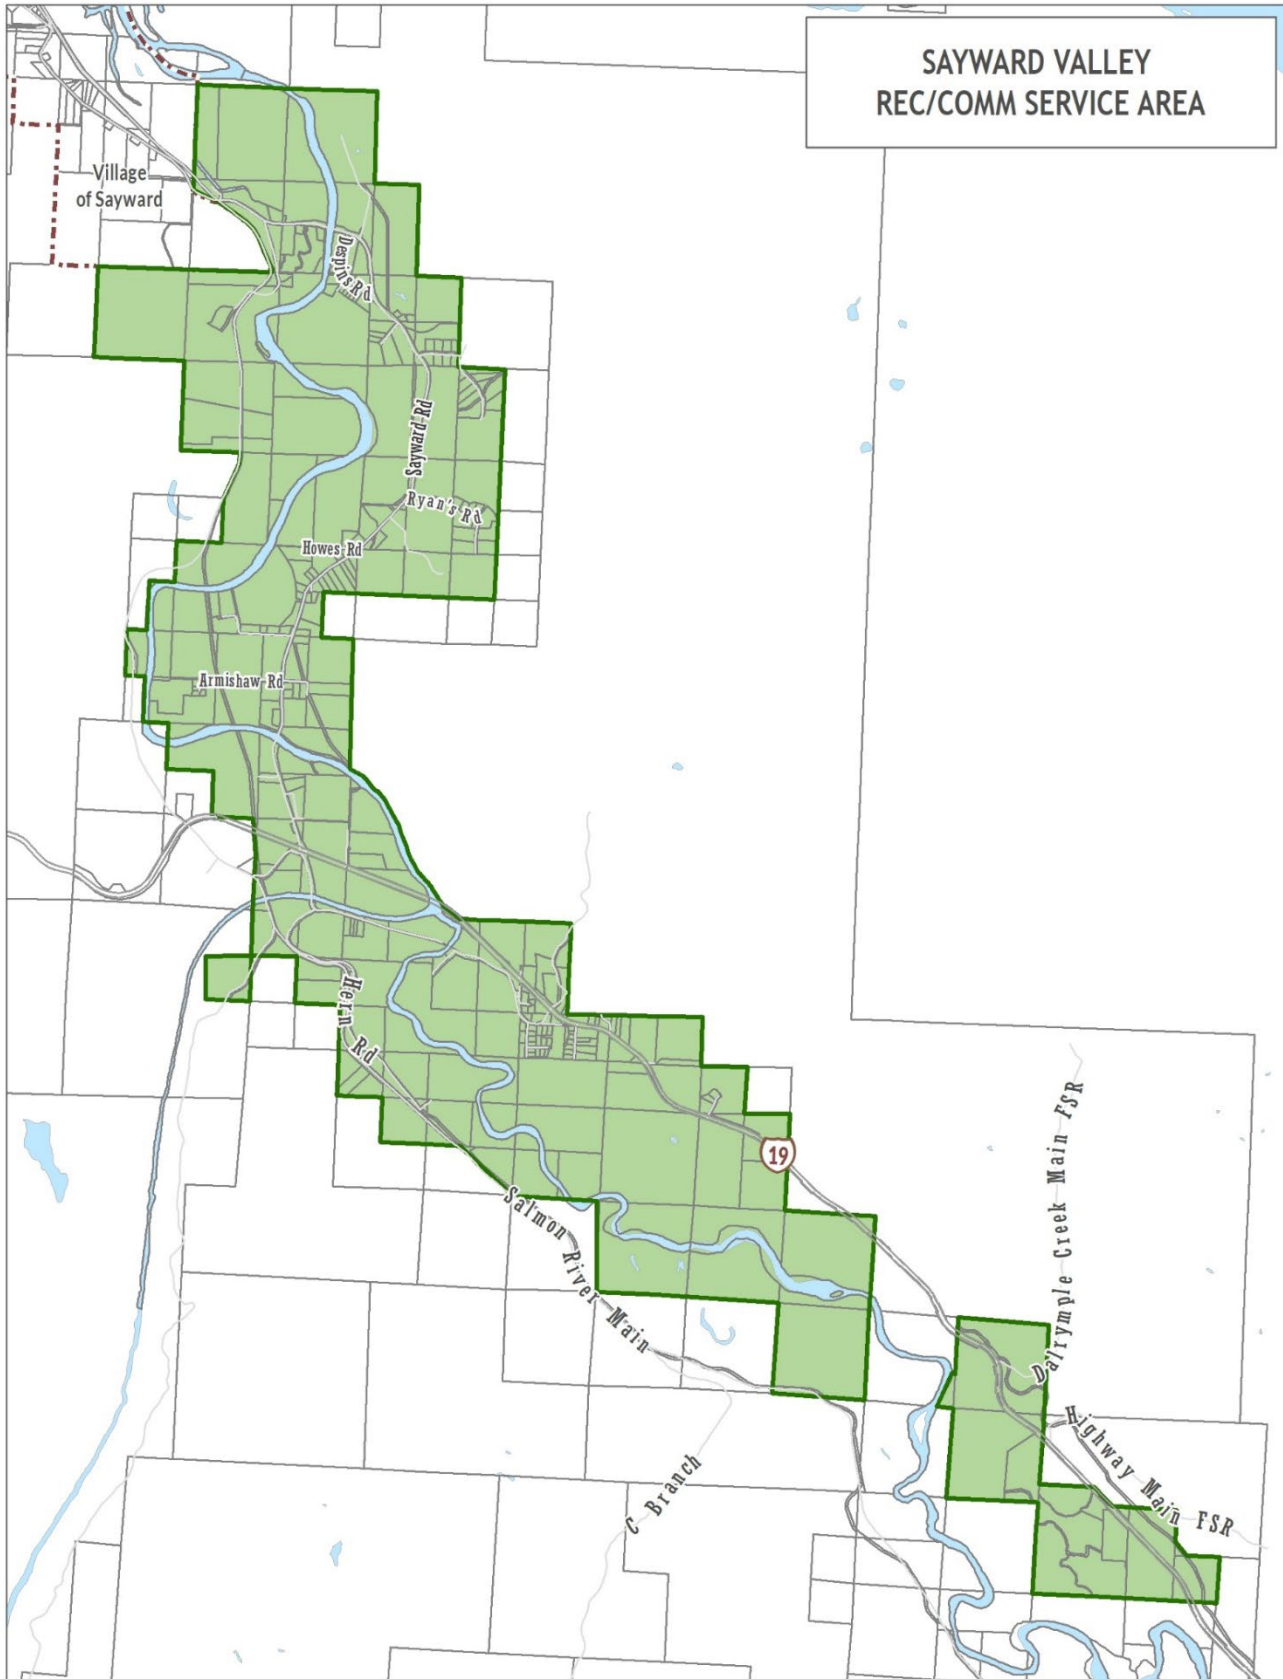 SAYWARD VALLEY
REC/COMM SERVICE AREA
Village
of Sayward
Despins Rd
Sayward Rd
Ryan's Rd
Howes Rd
Armishaw Rd
Hern Rd
19
Dalrymple Creek Main FSR
Salmon River Main
Highway Main FSR
C Branch